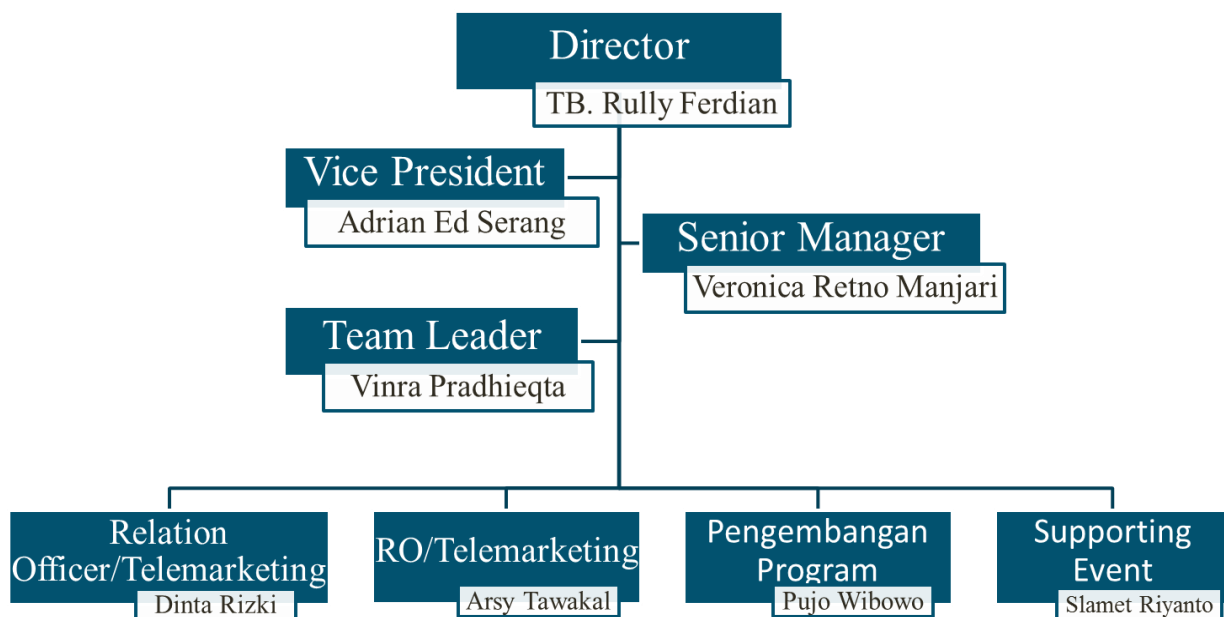 Director
TB. Rully Ferdian
Vice President
Adrian Ed Serang
Senior Manager
Veronica Retno Manjari
Team Leader
Vinra Pradhieqta
Relation
Officer/Telemarketing
Dinta Rizki
RO/Telemarketing
Arsy Tawakal
Pengembangan
Program
Pujo Wibowo
Supporting
Event
Slamet Riyanto